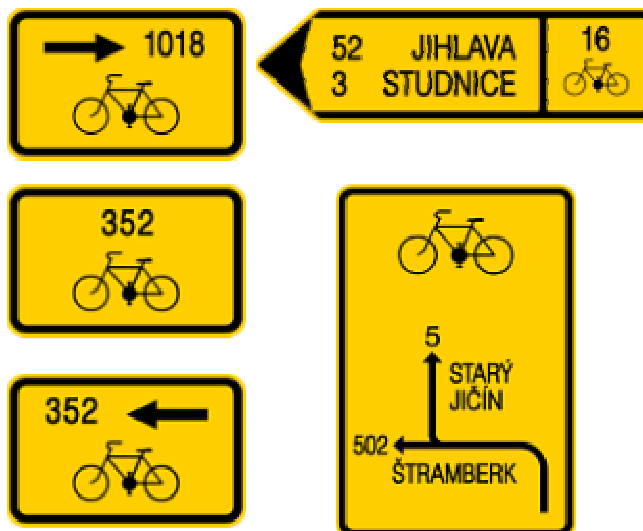 1018
52 JIHLAVA
3 STUDNICE
16
352
352
5
STARÝ
JIČÍN
502
ŠTRAMBERK